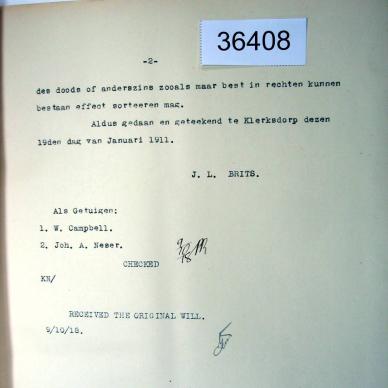 36408
-2-
des doods of anderszins zooals maar best in rechten kunnen
bestaan effect sorteeren mag.
Aldus gedaan en geteekend te Klerksdorp dezen
19den dag van Januari 1911.
J. L. BRITS.
Als Getuigen:
1. W. Campbell.
2. Joh. A. Neser.
CHECKED
KN/
RECEIVED THE ORIGINAL WILL.
9/10/18.